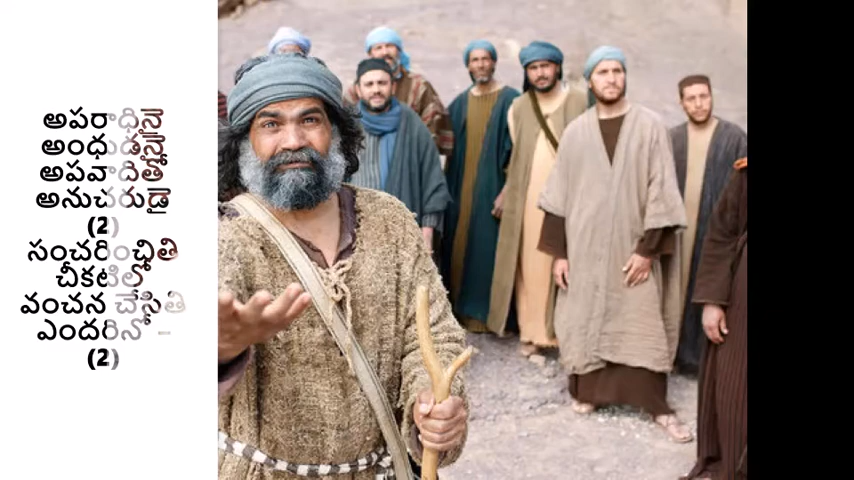 అపరాధినై
అంధుడనై
అపవాదితో
అనుచరుడై
(2)
సంచరించితి
చీకటిలో
వంచన చేసితి
ఎందరినో -
(2)